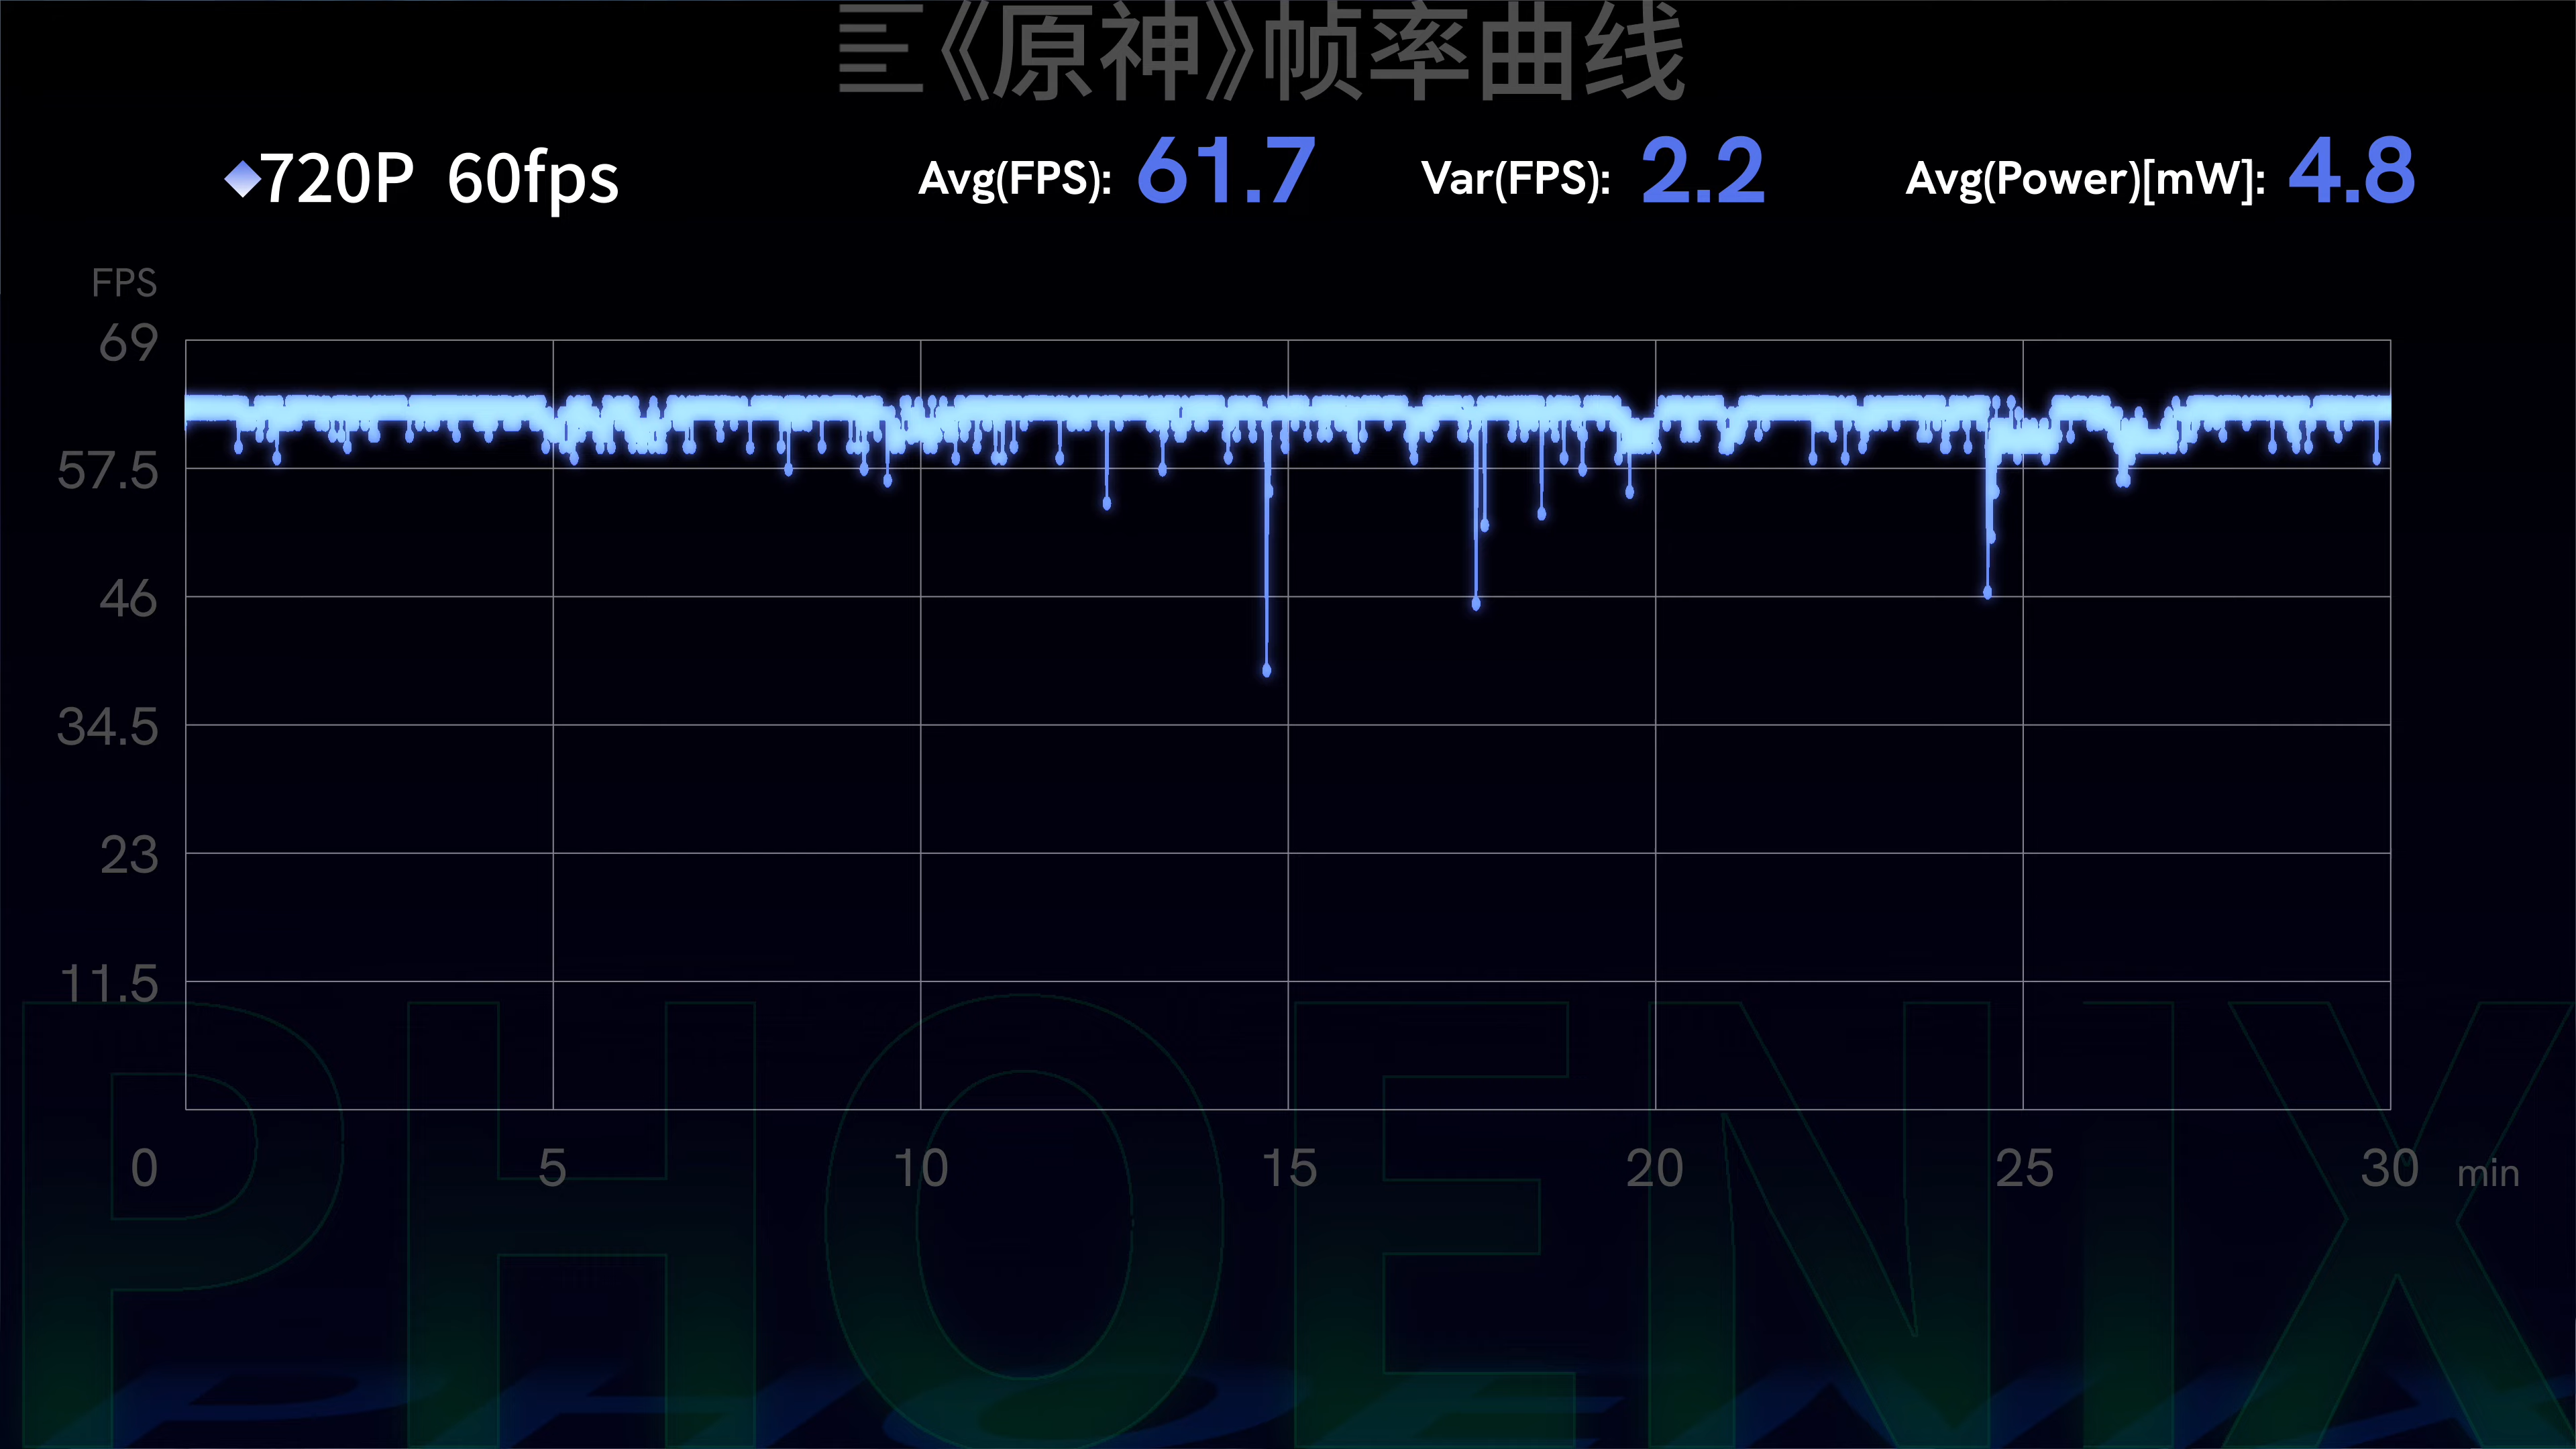 《原神》帧率曲线
720P 60fps
Avg(FPS): 61.7 Var(FPS): 2.2 Avg(Power)[mW]: 4.8
FPS
69
57.5
46
34.5
23
11.5
0 5 10 15 20 25 30 min
PHOENIX